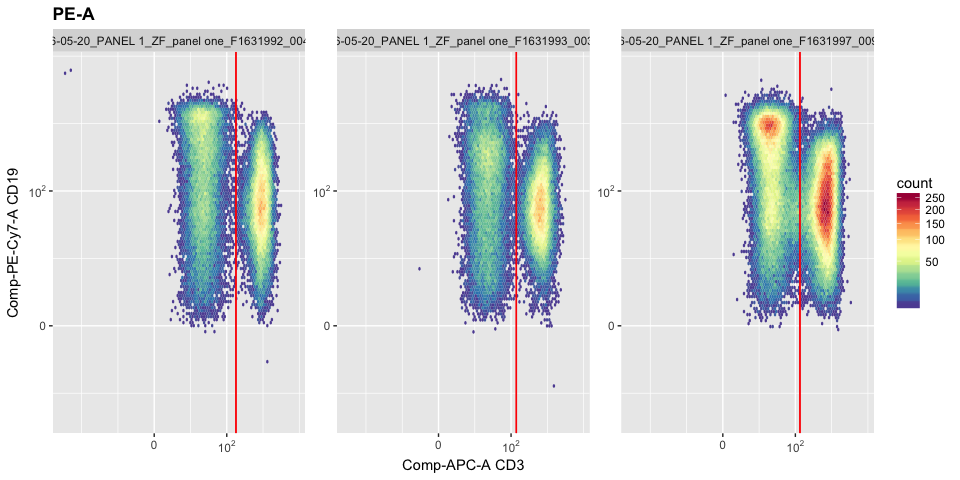 PE-A
6-05-20_PANEL 1_ZF_panel one_F1631992_004
6-05-20_PANEL 1_ZF_panel one_F1631993_003
6-05-20_PANEL 1_ZF_panel one_F1631997_009
Comp-PE-Cy7-A CD19
10²
0
10²
0
10²
0
0
10²
0
10²
0
10²
Comp-APC-A CD3
count
250
200
150
100
50